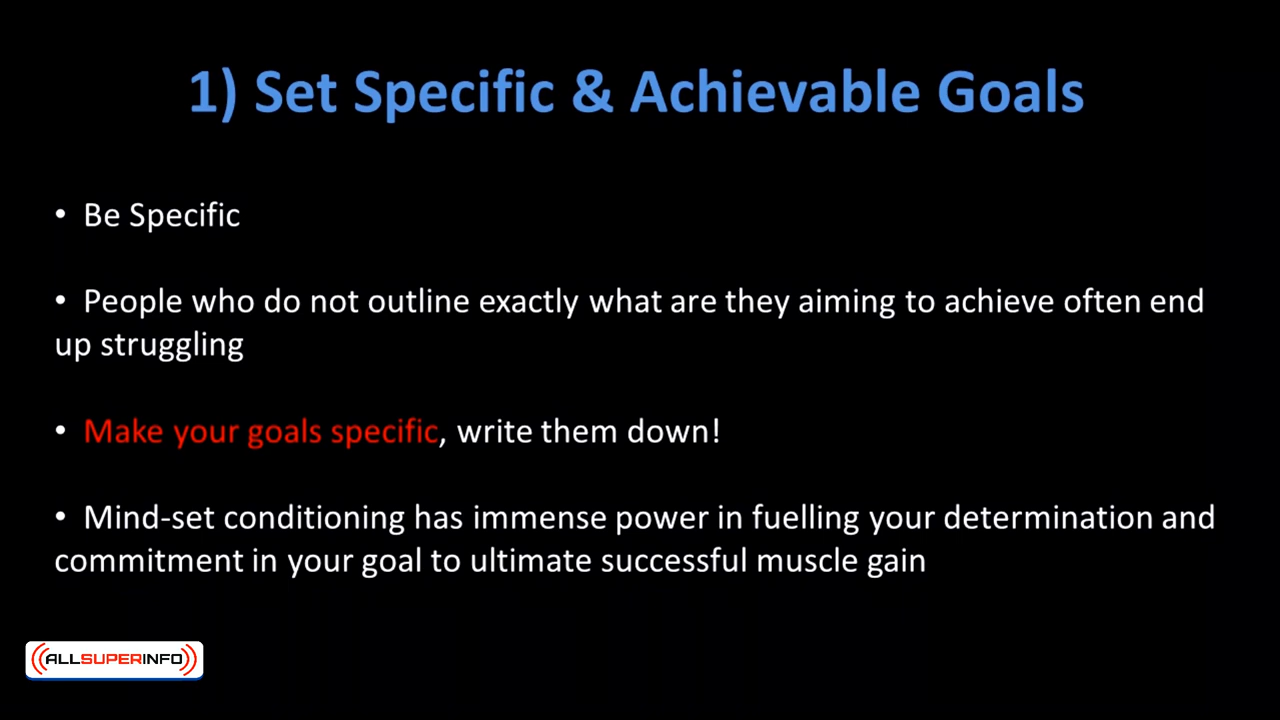 1) Set Specific & Achievable Goals
• Be Specific
• People who do not outline exactly what are they aiming to achieve often end
up struggling
• Make your goals specific, write them down!
• Mind-set conditioning has immense power in fuelling your determination and
commitment in your goal to ultimate successful muscle gain
ALLSUPERINFO